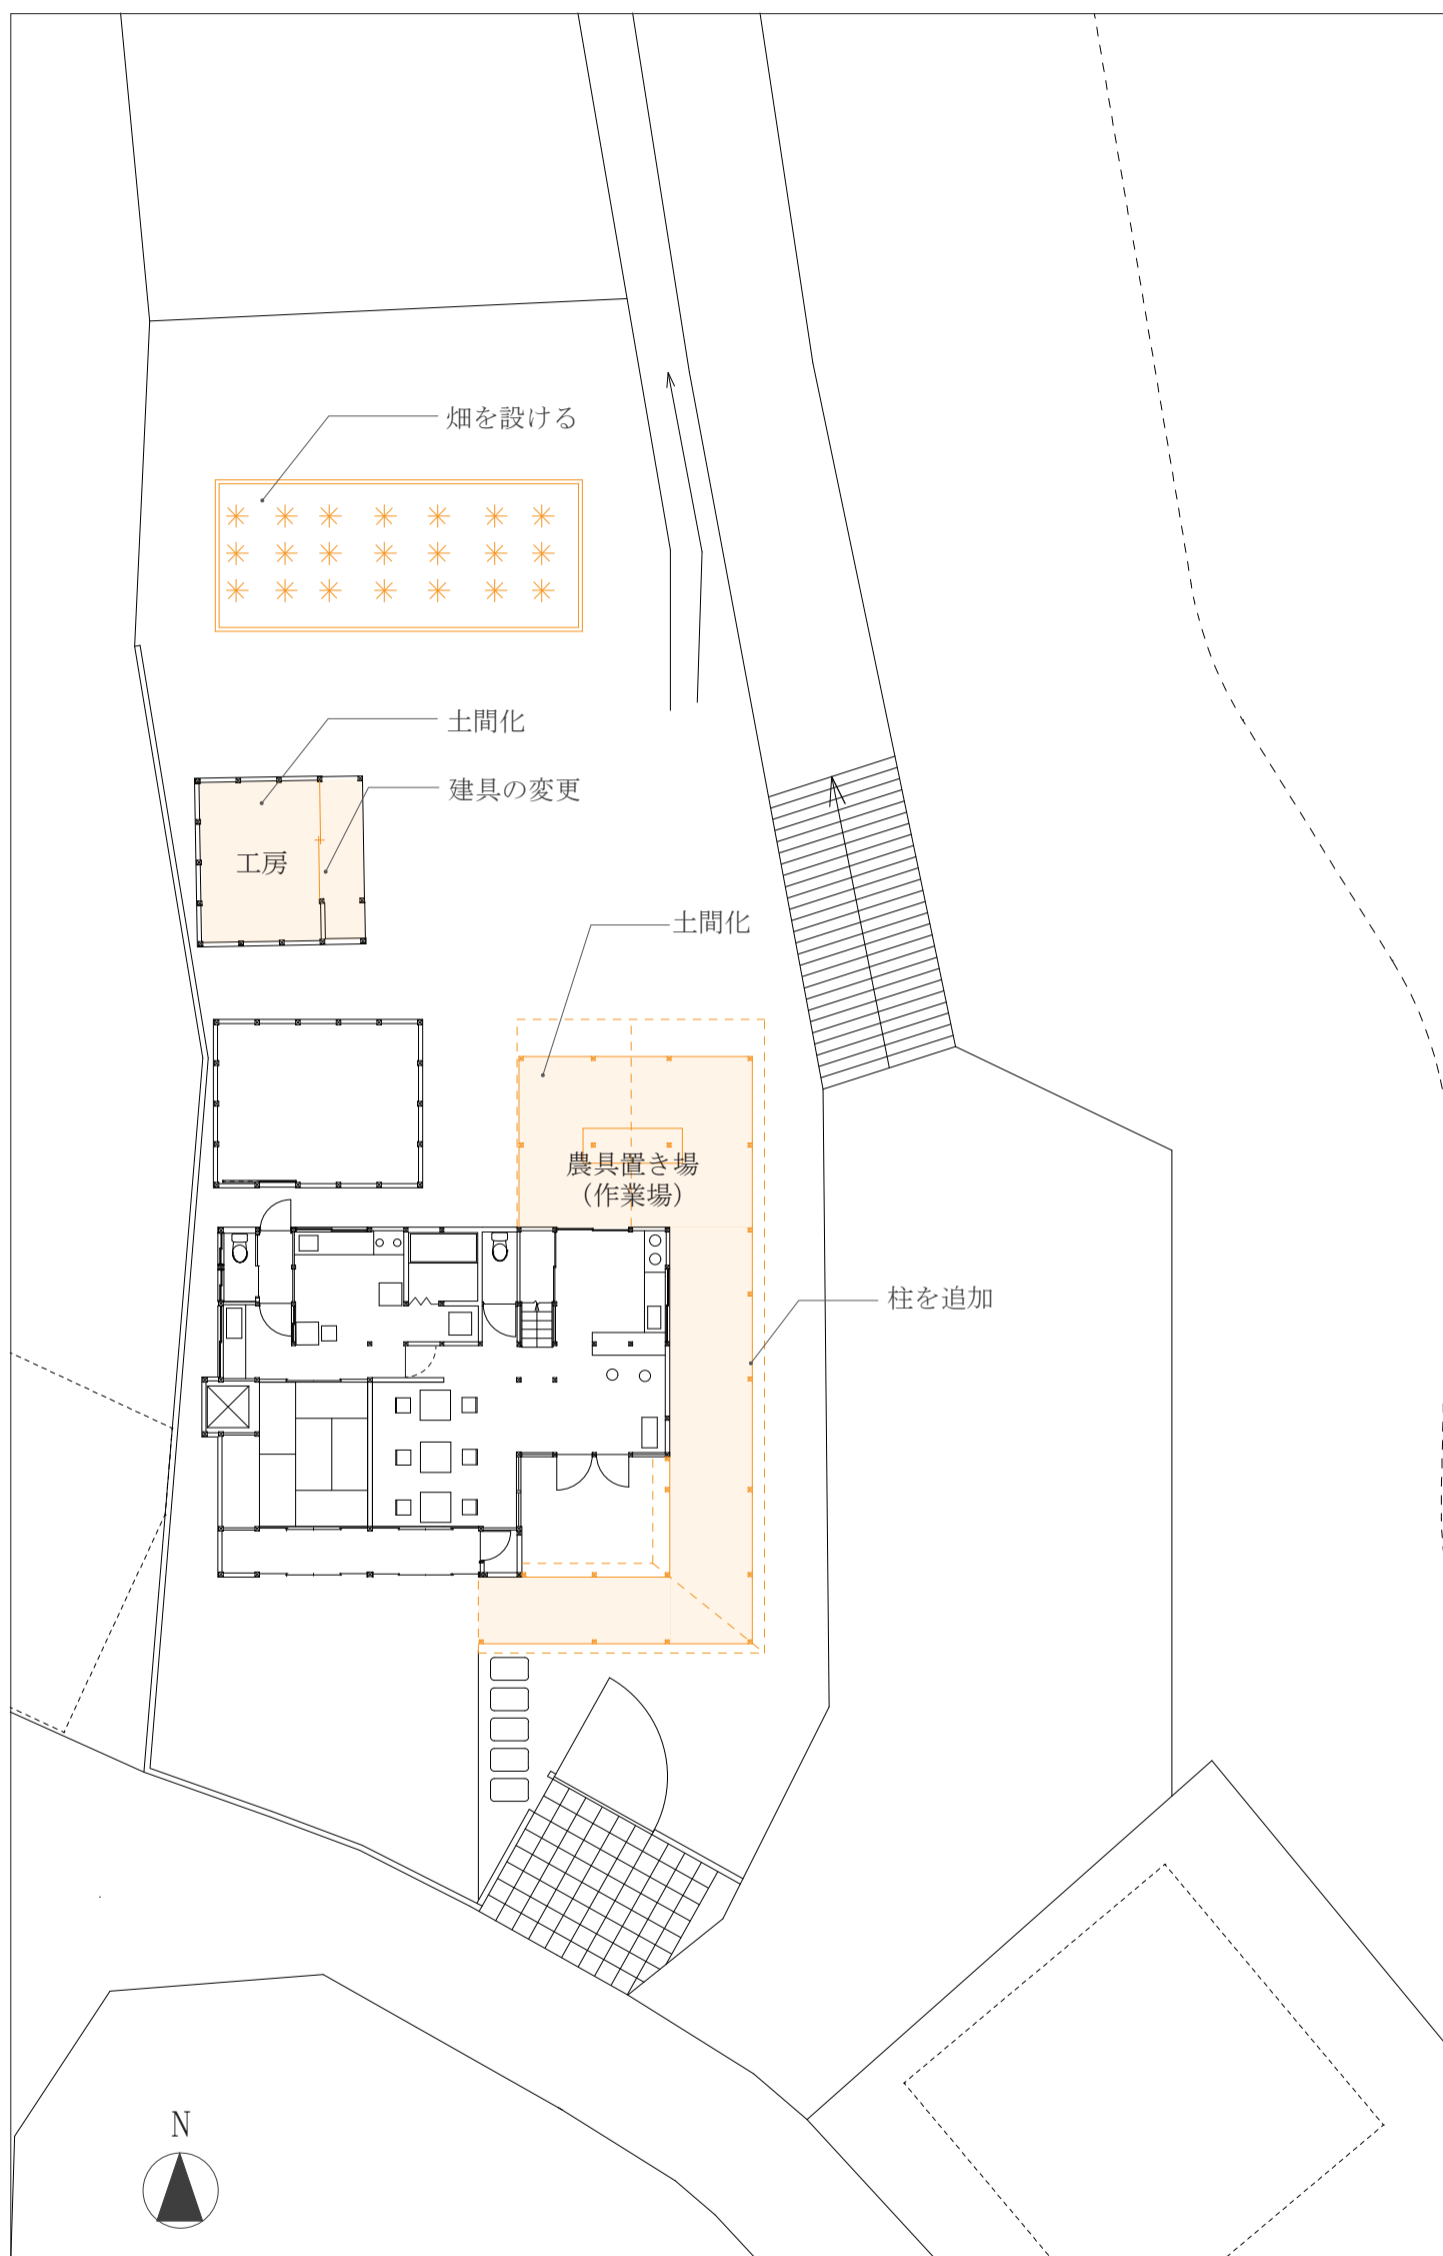 畑を設ける
土間化
建具の変更
工房
土間化
農具置き場
（作業場）
柱を追加
N